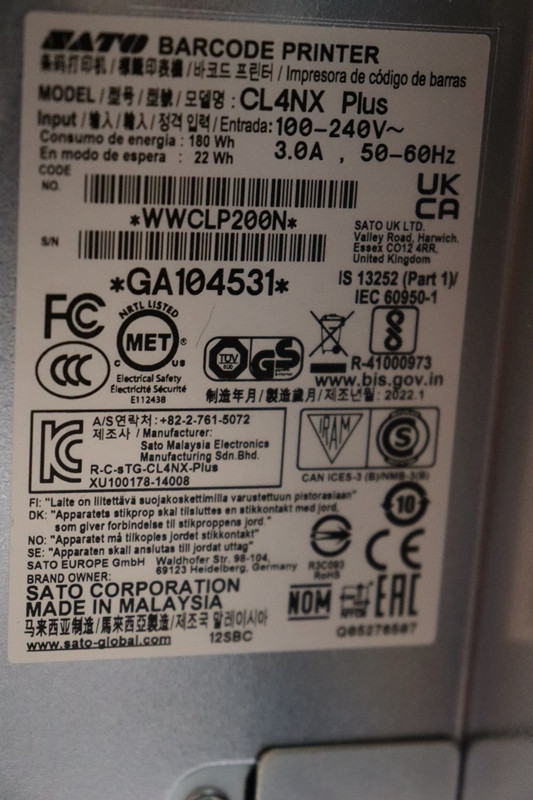 SATO BARCODE PRINTER
条码打印机 / 標籤印表機 / 바코드 프린터 / Impresora de código de barras
MODEL / 型号 / 型號 / 모델명 : CL4NX Plus
Input / 输入 / 輸入 / 정격 입력 / Entrada: 100-240V~
Consumo de energia : 180 Wh
3.0A , 50-60Hz
En modo de espera : 22 Wh
CODE
NO.
*WWCLP200N*
UK
CA
SATO UK LTD.
Valley Road, Harwich.
Essex CO12 4RR,
United Kingdom
S/N
*GA104531*
IS 13252 (Part 1)/
IEC 60950-1
FC
NRTL LISTED
MET
C US
Electrical Safety
Électricité Sécurité
E112438
CCC
TÜV
GS
R-41000973
www.bis.gov.in
制造年月 / 製造歲月 / 제조년월 : 2022.1
A/S연락처 : +82-2-761-5072
제조사 / Manufacturer:
Sato Malaysia Electronics
Manufacturing Sdn.Bhd.
R-C-sTG-CL4NX-Plus
XU100178-14008
IRAM
S
CAN ICES-3 (B)/NMB-3(B)
FI: "Laite on liitettävä suojakoskettimilla varustettuun pistorasiaan"
DK: "Apparatets stikprop skal tilsluttes en stikkontakt med jord,
som giver forbindelse til stikproppens jord."
NO: "Apparatet må tilkoples jordet stikkontakt"
SE: "Apparaten skall anslutas till jordat uttag"
10
SATO EUROPE GmbH Waldhofer Str. 98-104,
69123 Heidelberg, Germany
R3C093
RoHS
CE
BRAND OWNER:
SATO CORPORATION
MADE IN MALAYSIA
马来西亚制造 / 馬來西亞製造 / 제조국 말레이시아
www.sato-global.com
12SBC
NOM
EAC
Q05276507